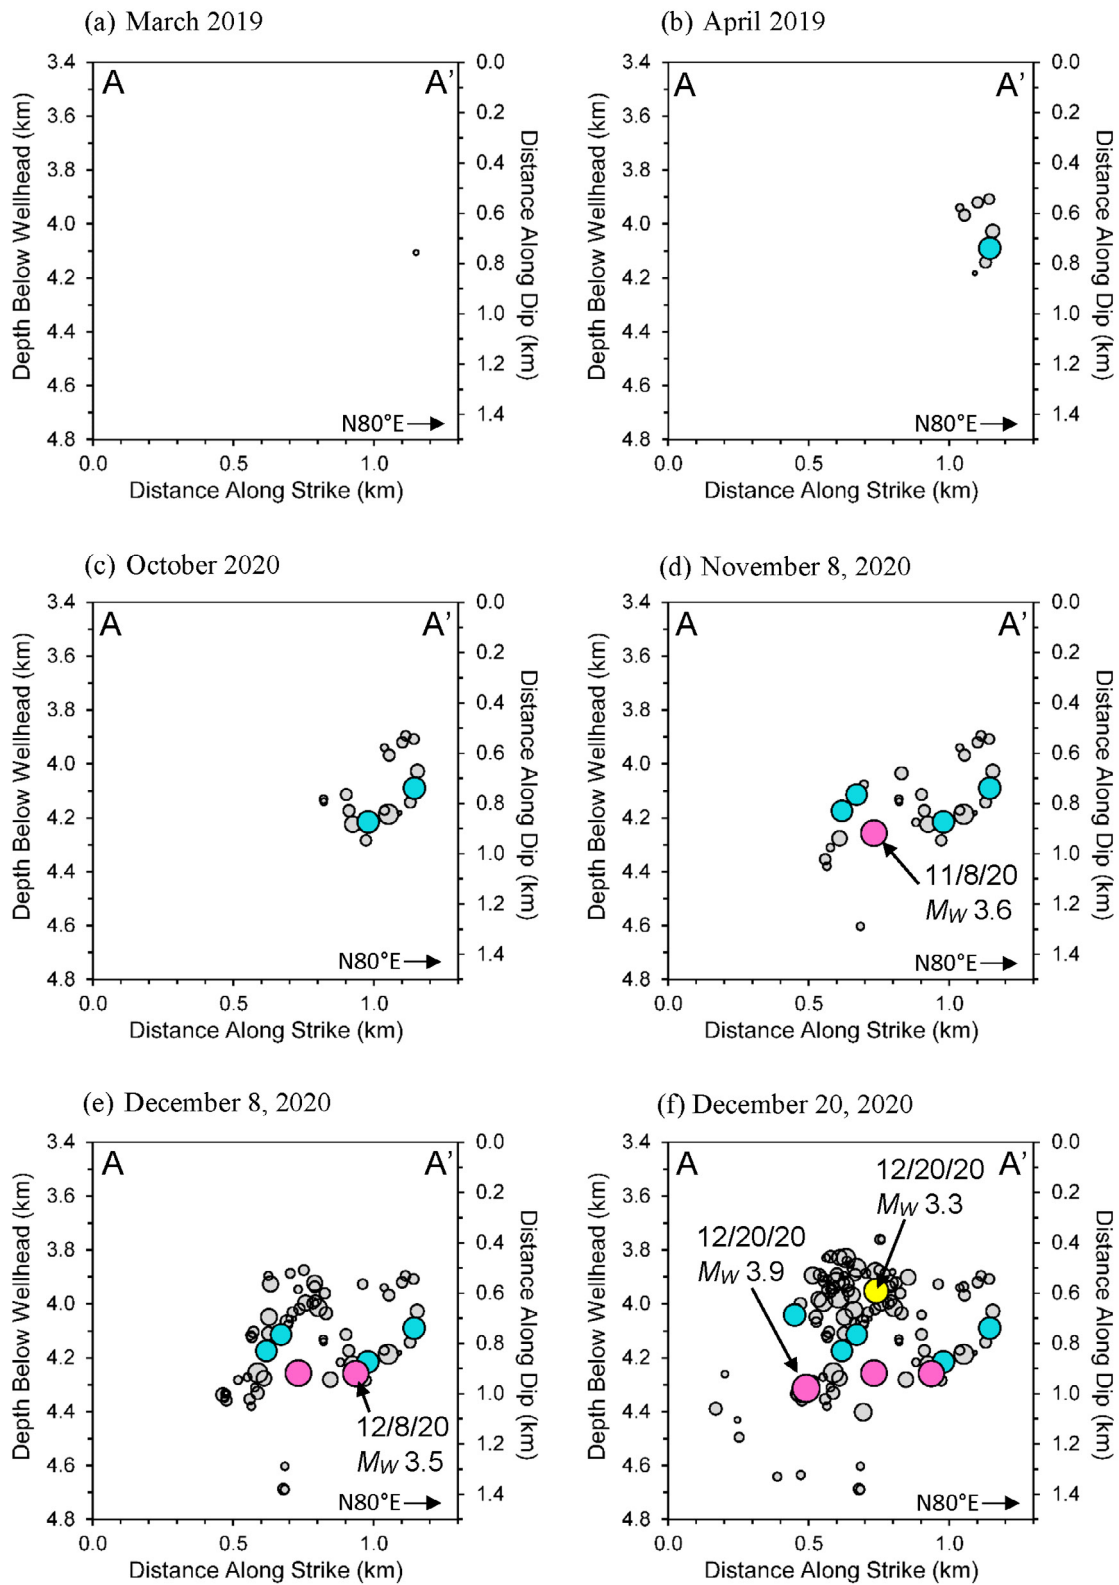 (a) March 2019
A A'
3.4
3.6
3.8
4.0
4.2
4.4
4.6
4.8
Depth Below Wellhead (km)
0.0
0.2
0.4
0.6
0.8
1.0
1.2
1.4
Distance Along Dip (km)
N80°E
0.0 0.5 1.0
Distance Along Strike (km)
(b) April 2019
A A'
3.4
3.6
3.8
4.0
4.2
4.4
4.6
4.8
Depth Below Wellhead (km)
0.0
0.2
0.4
0.6
0.8
1.0
1.2
1.4
Distance Along Dip (km)
N80°E
0.0 0.5 1.0
Distance Along Strike (km)
(c) October 2020
A A'
3.4
3.6
3.8
4.0
4.2
4.4
4.6
4.8
Depth Below Wellhead (km)
0.0
0.2
0.4
0.6
0.8
1.0
1.2
1.4
Distance Along Dip (km)
N80°E
0.0 0.5 1.0
Distance Along Strike (km)
(d) November 8, 2020
A A'
3.4
3.6
3.8
4.0
4.2
4.4
4.6
4.8
Depth Below Wellhead (km)
0.0
0.2
0.4
0.6
0.8
1.0
1.2
1.4
Distance Along Dip (km)
11/8/20
MW 3.6
N80°E
0.0 0.5 1.0
Distance Along Strike (km)
(e) December 8, 2020
A A'
3.4
3.6
3.8
4.0
4.2
4.4
4.6
4.8
Depth Below Wellhead (km)
0.0
0.2
0.4
0.6
0.8
1.0
1.2
1.4
Distance Along Dip (km)
12/8/20
MW 3.5
N80°E
0.0 0.5 1.0
Distance Along Strike (km)
(f) December 20, 2020
A A'
3.4
3.6
3.8
4.0
4.2
4.4
4.6
4.8
Depth Below Wellhead (km)
0.0
0.2
0.4
0.6
0.8
1.0
1.2
1.4
Distance Along Dip (km)
12/20/20
MW 3.3
12/20/20
MW 3.9
N80°E
0.0 0.5 1.0
Distance Along Strike (km)